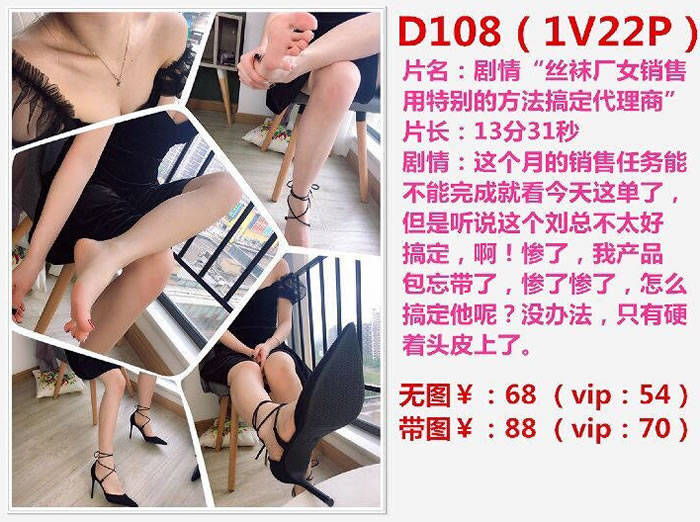 D108（1V22P）
片名：剧情“丝袜厂女销售
用特别的方法搞定代理商”
片长：13分31秒
剧情：这个月的销售任务能
不能完成就看今天这单了，
但是听说这个刘总不太好
搞定，啊！惨了，我产品
包忘带了，惨了惨了，怎么
搞定他呢？没办法，只有硬
着头皮上了。
无图￥：68（vip：54）
带图￥：88（vip：70）